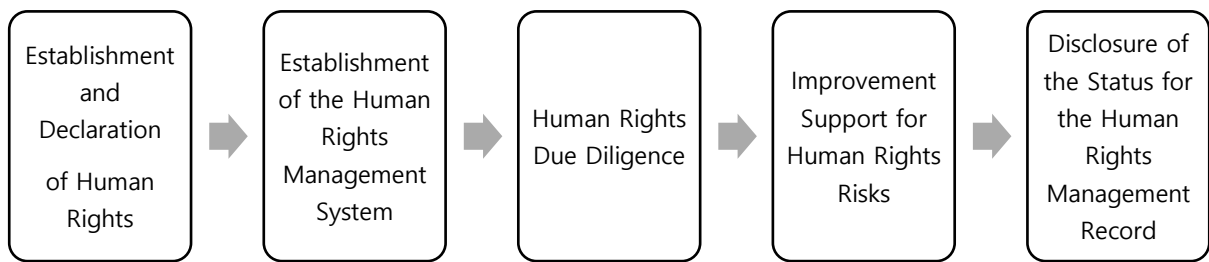 Establishment
and
Declaration
of Human
Rights
Establishment
of the Human
Rights
Management
System
Human Rights
Due Diligence
Improvement
Support for
Human Rights
Risks
Disclosure of
the Status for
the Human
Rights
Management
Record